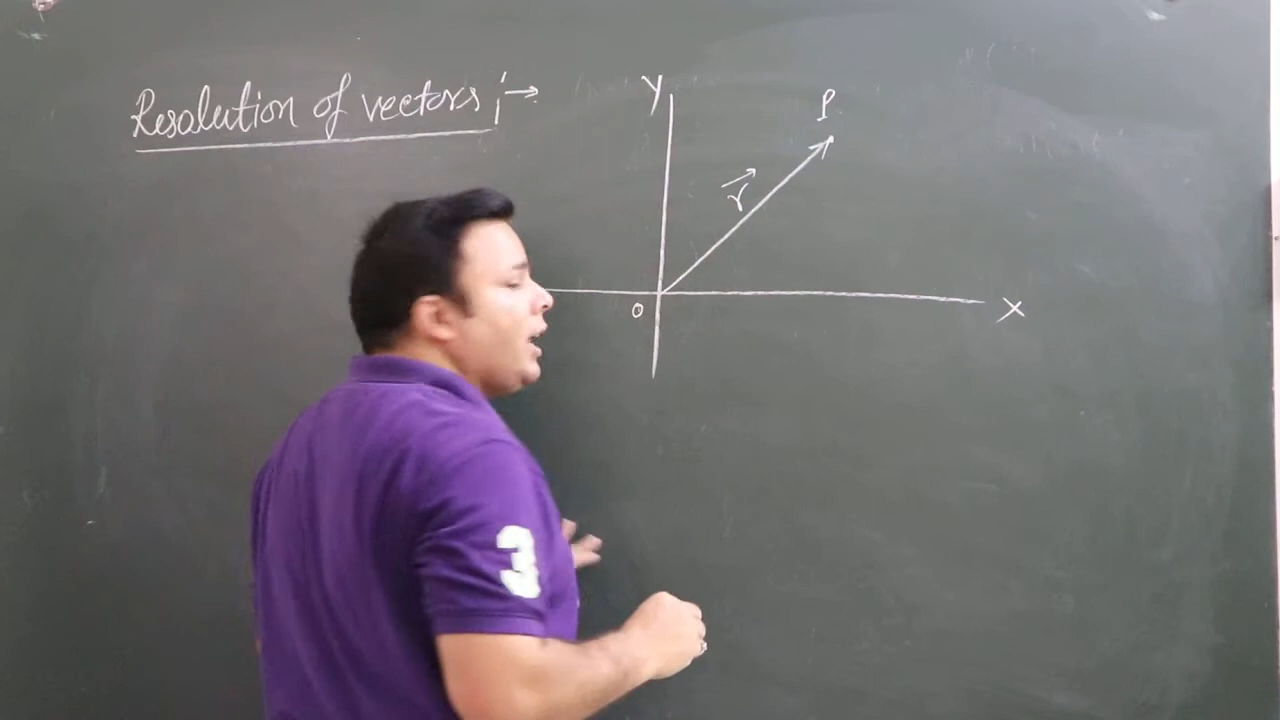 Resolution of vectors :→
Y
P
r
O
X
3